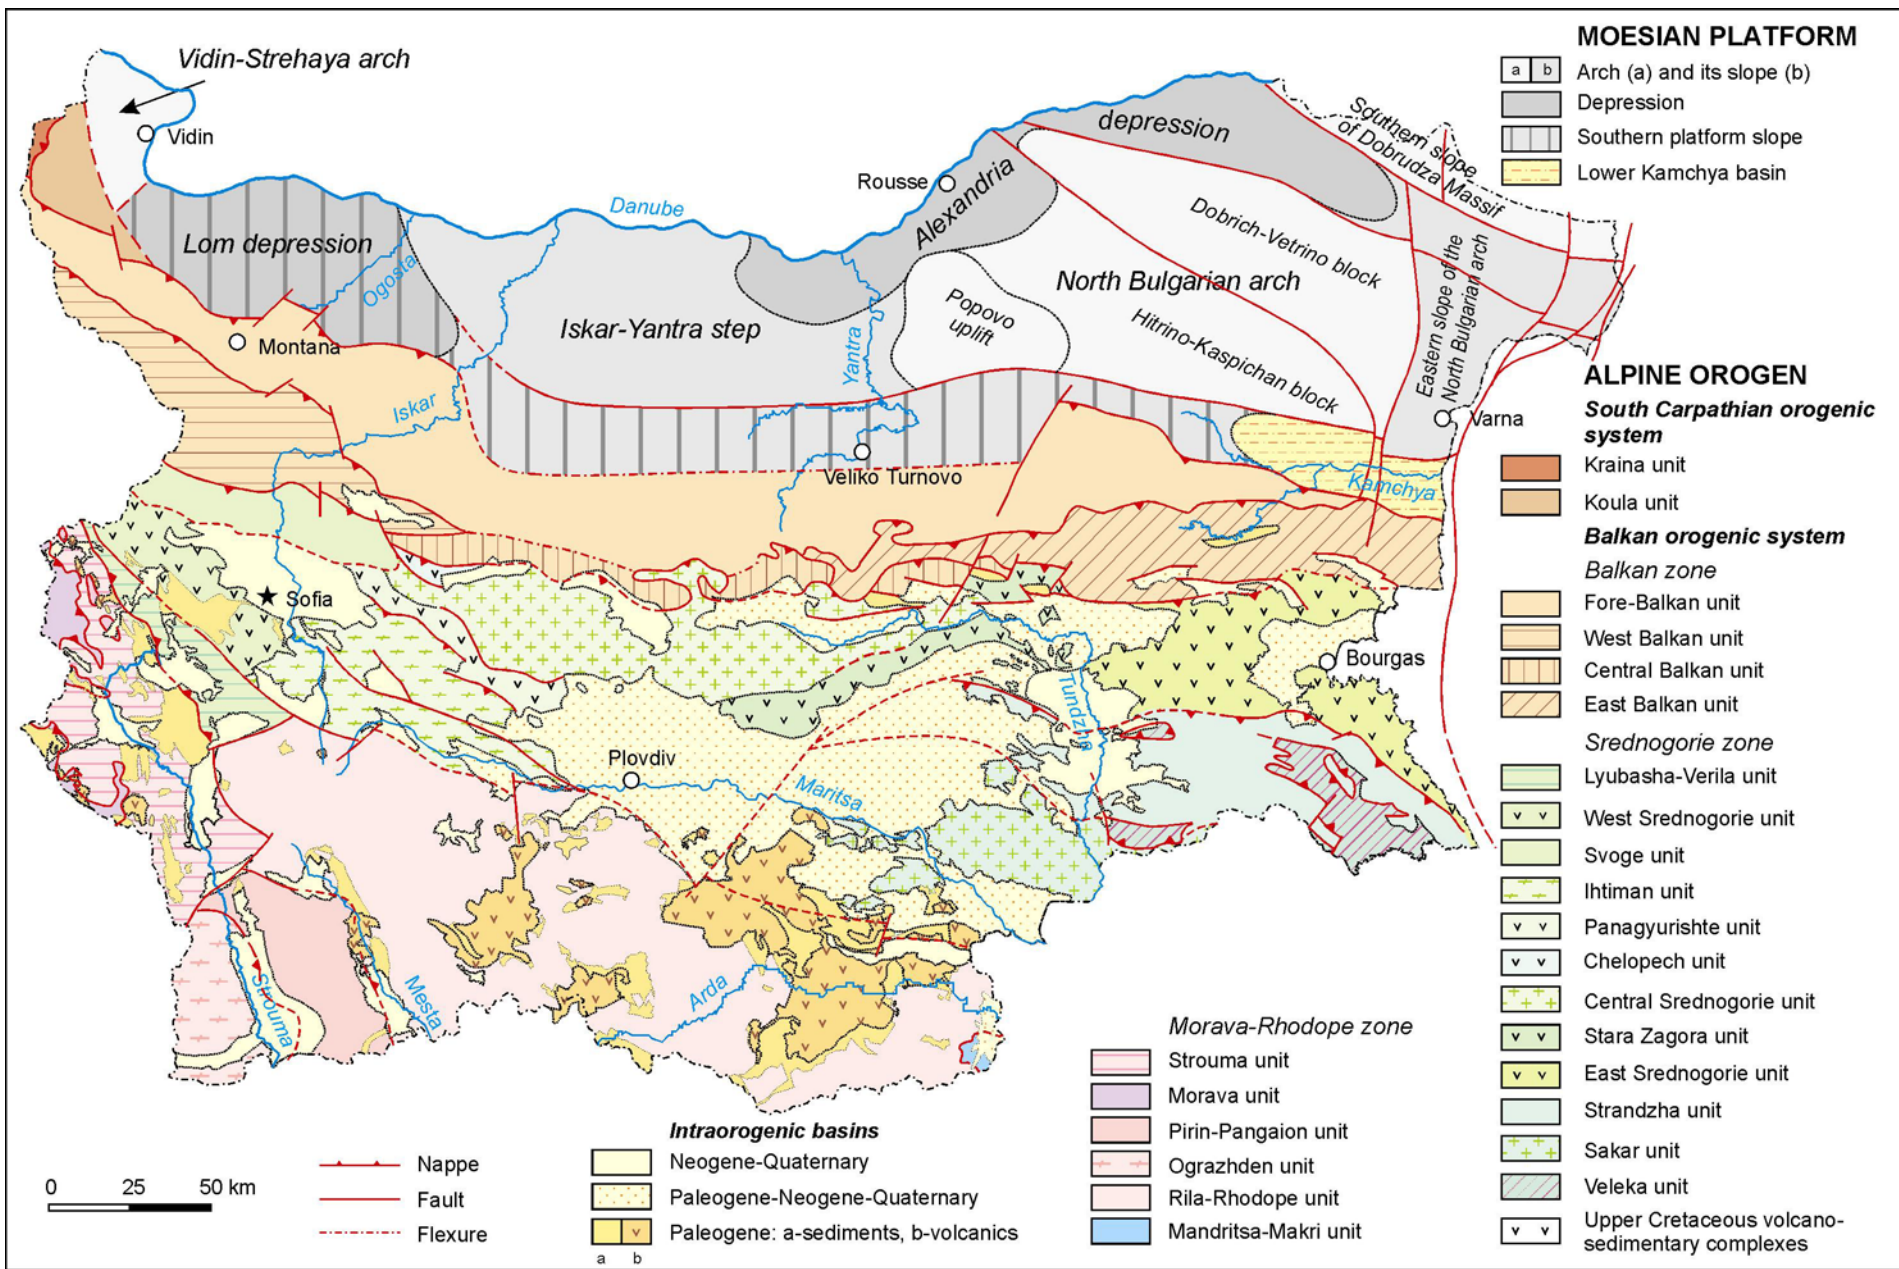 Vidin-Strehaya arch
Vidin
Lom depression
Ogosta
Montana
Danube
Iskar-Yantra step
Iskar
Yantra
Rousse
Alexandria
depression
Southern slope
of Dobrudza Massif
Dobrich-Vetrino block
North Bulgarian arch
Popovo
uplift
Hitrino-Kaspichan block
Eastern slope of the
North Bulgarian arch
Varna
Veliko Turnovo
Kamchya
Sofia
Bourgas
Tundzha
Plovdiv
Maritsa
Strouma
Mesta
Arda
MOESIAN PLATFORM
a b
Arch (a) and its slope (b)
Depression
Southern platform slope
Lower Kamchya basin
ALPINE OROGEN
South Carpathian orogenic
system
Kraina unit
Koula unit
Balkan orogenic system
Balkan zone
Fore-Balkan unit
West Balkan unit
Central Balkan unit
East Balkan unit
Srednogorie zone
Lyubasha-Verila unit
West Srednogorie unit
Svoge unit
Ihtiman unit
Panagyurishte unit
Chelopech unit
Central Srednogorie unit
Stara Zagora unit
East Srednogorie unit
Strandzha unit
Sakar unit
Veleka unit
Upper Cretaceous volcano-
sedimentary complexes
Morava-Rhodope zone
Strouma unit
Morava unit
Pirin-Pangaion unit
Ograzhden unit
Rila-Rhodope unit
Mandritsa-Makri unit
Intraorogenic basins
Neogene-Quaternary
Paleogene-Neogene-Quaternary
Paleogene: a-sediments, b-volcanics
a b
Nappe
Fault
Flexure
0 25 50 km